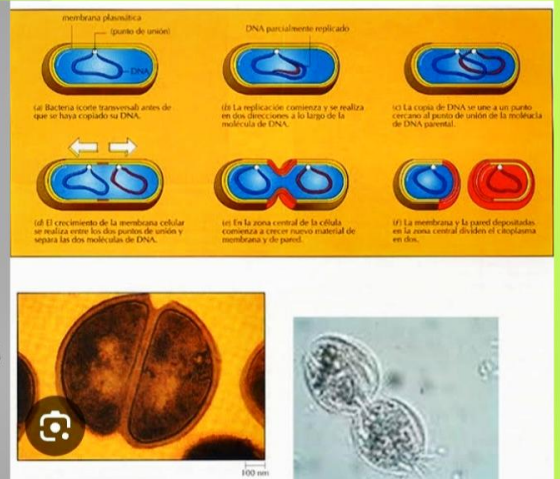 membrana plasmática
(punto de unión)
DNA
DNA parcialmente replicado
(a) Bacteria (corte transversal) antes de
que se haya copiado su DNA.
(b) La replicación comienza y se realiza
en dos direcciones a lo largo de la
molécula de DNA.
(c) La copia de DNA se une a un punto
cercano al punto de unión de la molécula
de DNA parental.
(d) El crecimiento de la membrana celular
se realiza entre los dos puntos de unión y
separa las dos moléculas de DNA.
(e) En la zona central de la célula
comienza a crecer nuevo material de
membrana y de pared.
(f) La membrana y la pared depositadas
en la zona central dividen el citoplasma
en dos.
100 nm